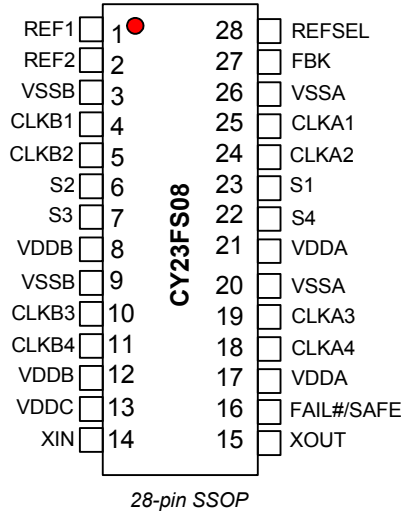 REF1 1 28 REFSEL
REF2 2 27 FBK
VSSB 3 26 VSSA
CLKB1 4 25 CLKA1
CLKB2 5 24 CLKA2
S2 6 23 S1
S3 7 22 S4
VDDB 8 21 VDDA
VSSB 9 20 VSSA
CLKB3 10 19 CLKA3
CLKB4 11 18 CLKA4
VDDB 12 17 VDDA
VDDC 13 16 FAIL#/SAFE
XIN 14 15 XOUT
CY23FS08
28-pin SSOP